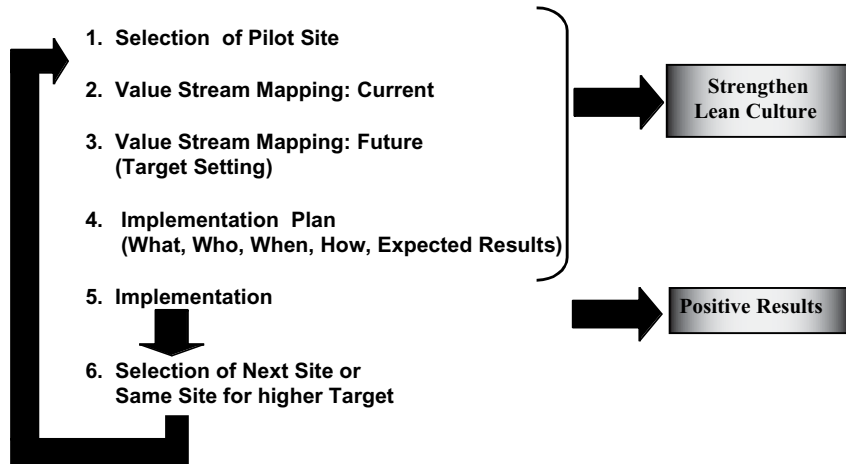 1. Selection of Pilot Site
2. Value Stream Mapping: Current
3. Value Stream Mapping: Future
(Target Setting)
4. Implementation Plan
(What, Who, When, How, Expected Results)
5. Implementation
6. Selection of Next Site or
Same Site for higher Target
Strengthen
Lean Culture
Positive Results